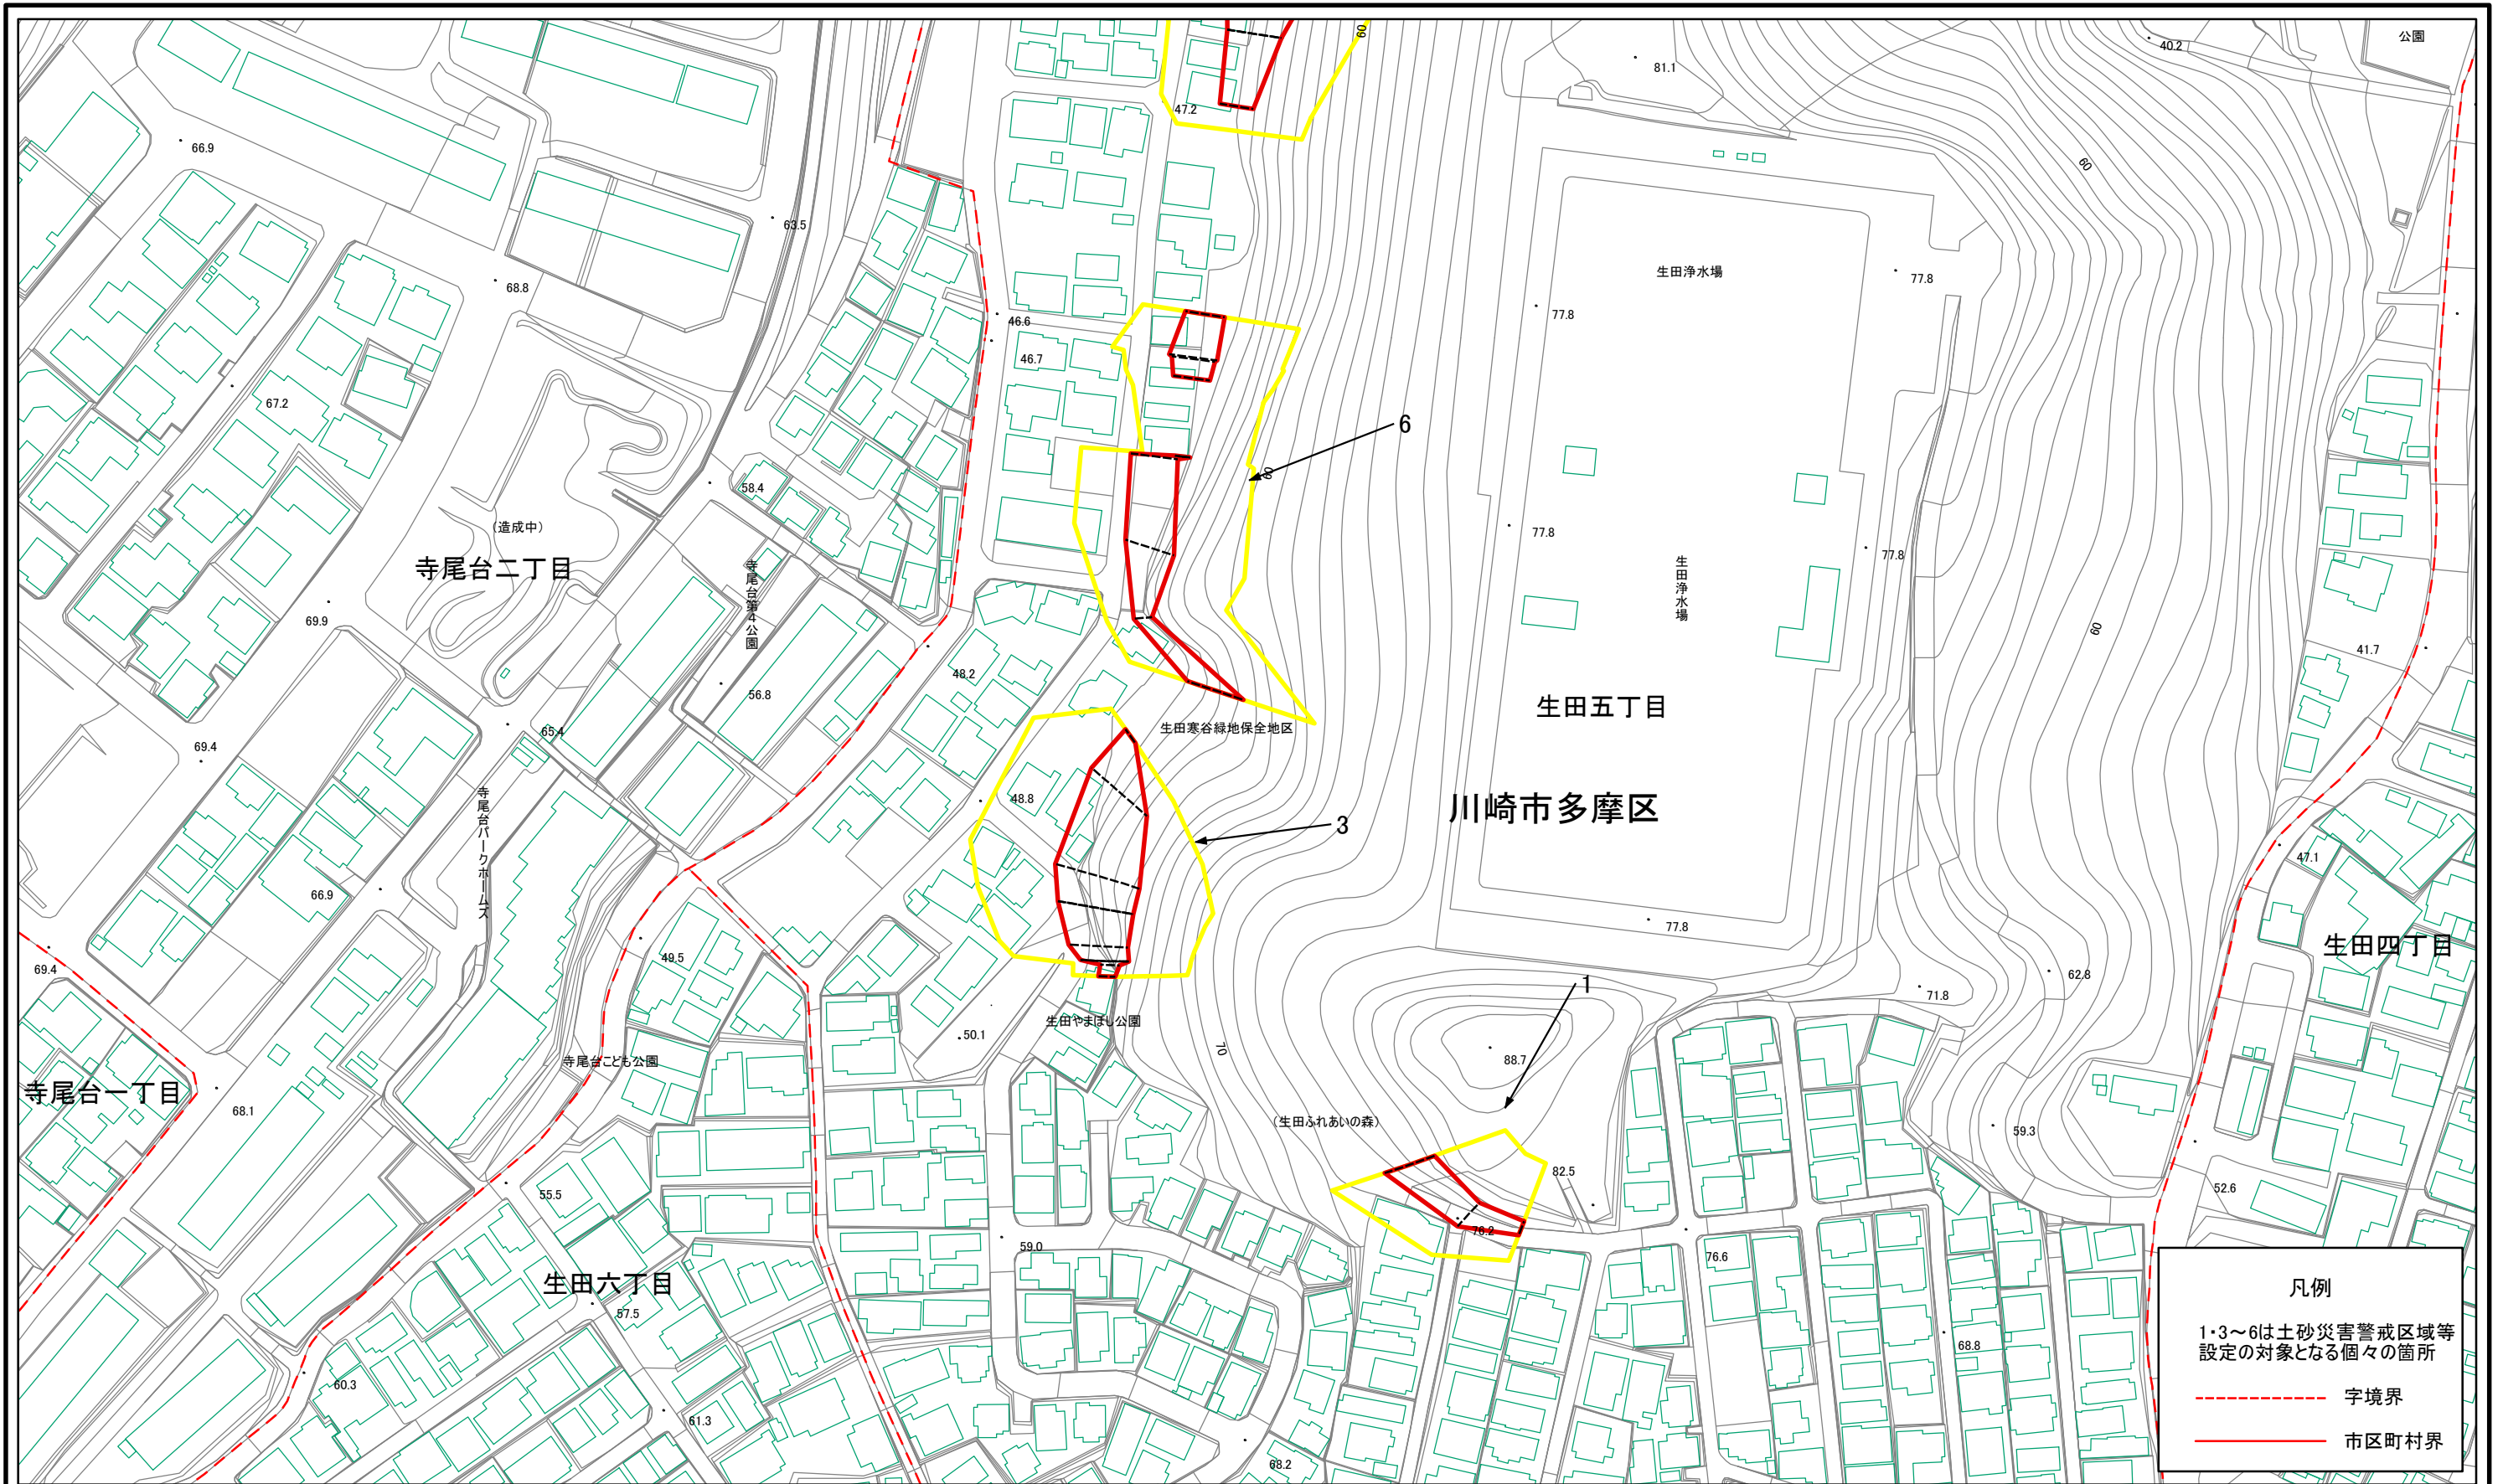 公園
40.2
81.1
60
47.2
66.9
60
63.5
生田浄水場
77.8
68.8
77.8
46.6
46.7
67.2
6
60
58.4
77.8
77.8
(造成中)
寺尾台二丁目
寺尾台第4公園
生田浄水場
69.9
60
41.7
48.2
56.8
生田五丁目
65.4
生田寒谷緑地保全地区
69.4
寺尾台パークホームズ
48.8
川崎市多摩区
3
47.1
66.9
77.8
生田四丁目
49.5
69.4
62.8
1
71.8
生田やまほし公園
50.1
70
88.7
寺尾台こども公園
寺尾台一丁目
68.1
(生田ふれあいの森)
59.3
82.5
55.5
52.6
76.2
59.0
76.6
生田六丁目
57.5
68.8
60.3
61.3
68.2
凡例
1・3~6は土砂災害警戒区域等
設定の対象となる個々の箇所
字境界
市区町村界